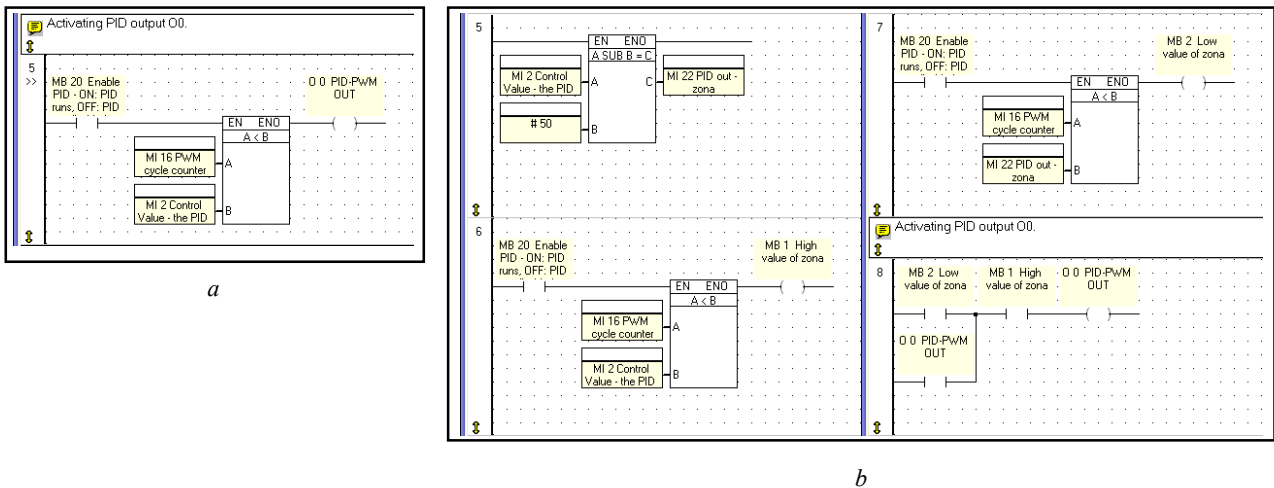 Activating PID output O0.
5
>>
MB 20 Enable
PID - ON: PID
runs, OFF: PID
O 0 PID-PWM
OUT
EN ENO
A < B
MI 16 PWM
cycle counter
A
MI 2 Control
Value - the PID
B
a
5
EN ENO
A SUB B = C
MI 2 Control
Value - the PID
A
C
MI 22 PID out -
zona
# 50
B
6
MB 20 Enable
PID - ON: PID
runs, OFF: PID
MB 1 High
value of zona
EN ENO
A < B
MI 16 PWM
cycle counter
A
MI 2 Control
Value - the PID
B
7
MB 20 Enable
PID - ON: PID
runs, OFF: PID
MB 2 Low
value of zona
EN ENO
A < B
MI 16 PWM
cycle counter
A
MI 22 PID out -
zona
B
Activating PID output O0.
8
MB 2 Low
value of zona
MB 1 High
value of zona
O 0 PID-PWM
OUT
O 0 PID-PWM
OUT
b